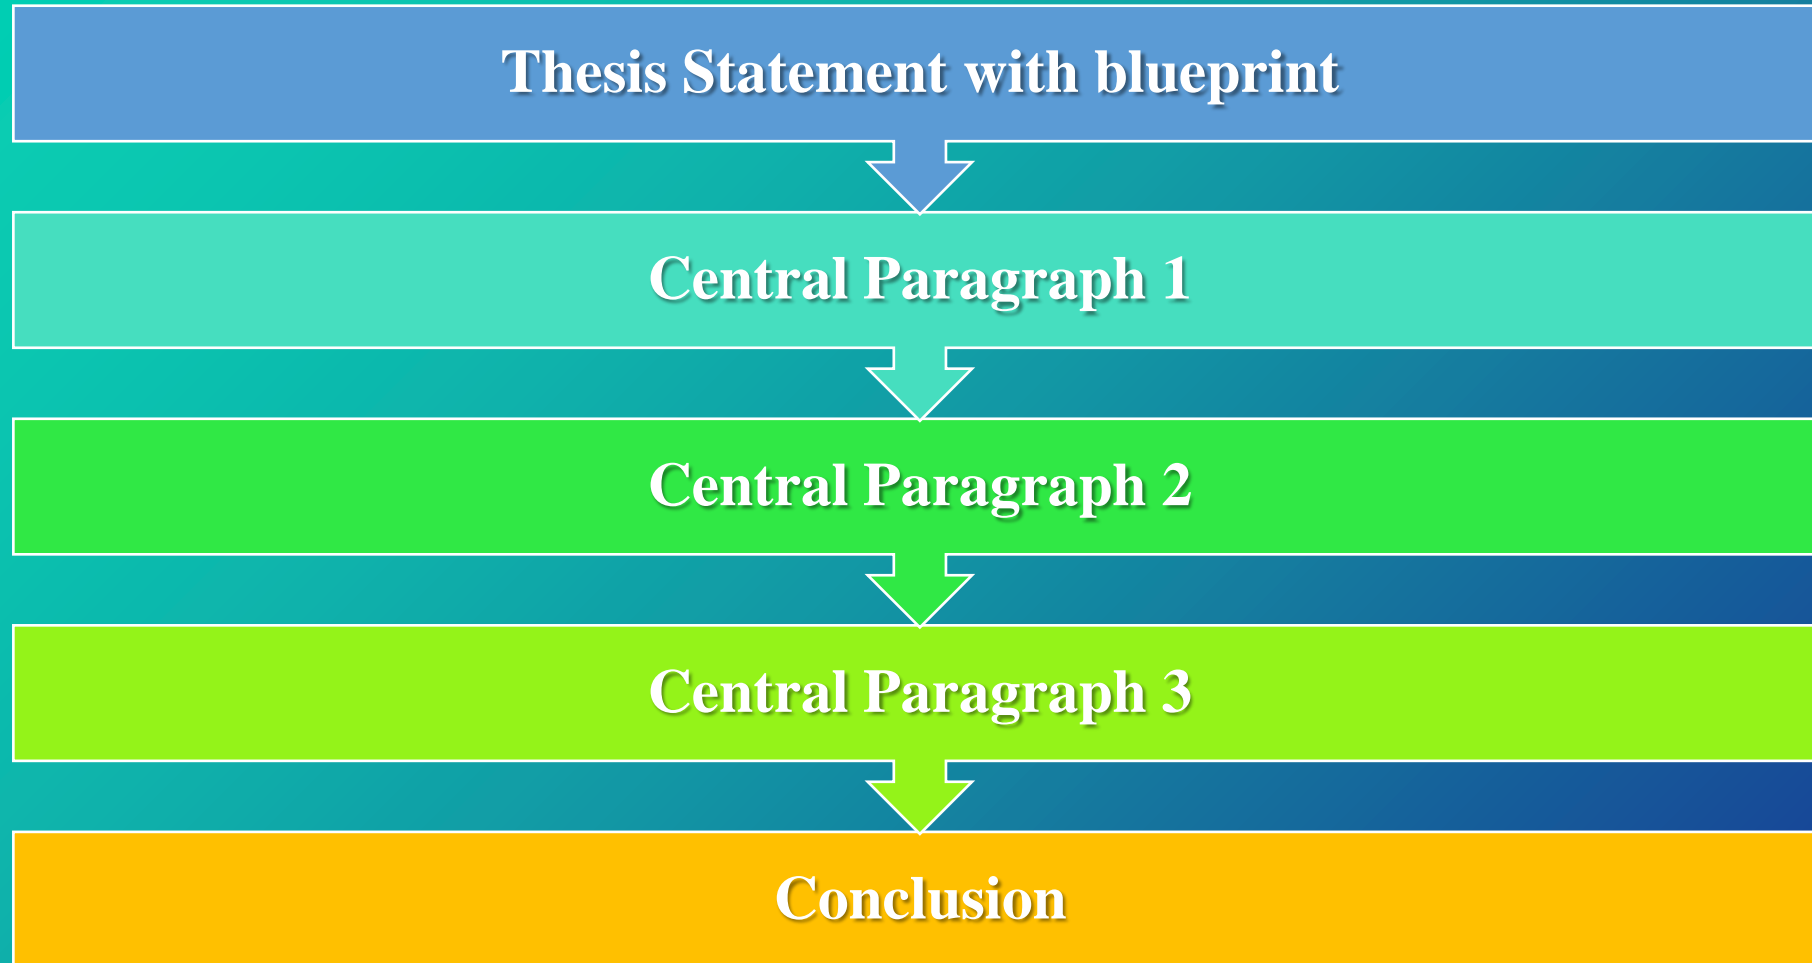 Thesis Statement with blueprint
Central Paragraph 1
Central Paragraph 2
Central Paragraph 3
Conclusion